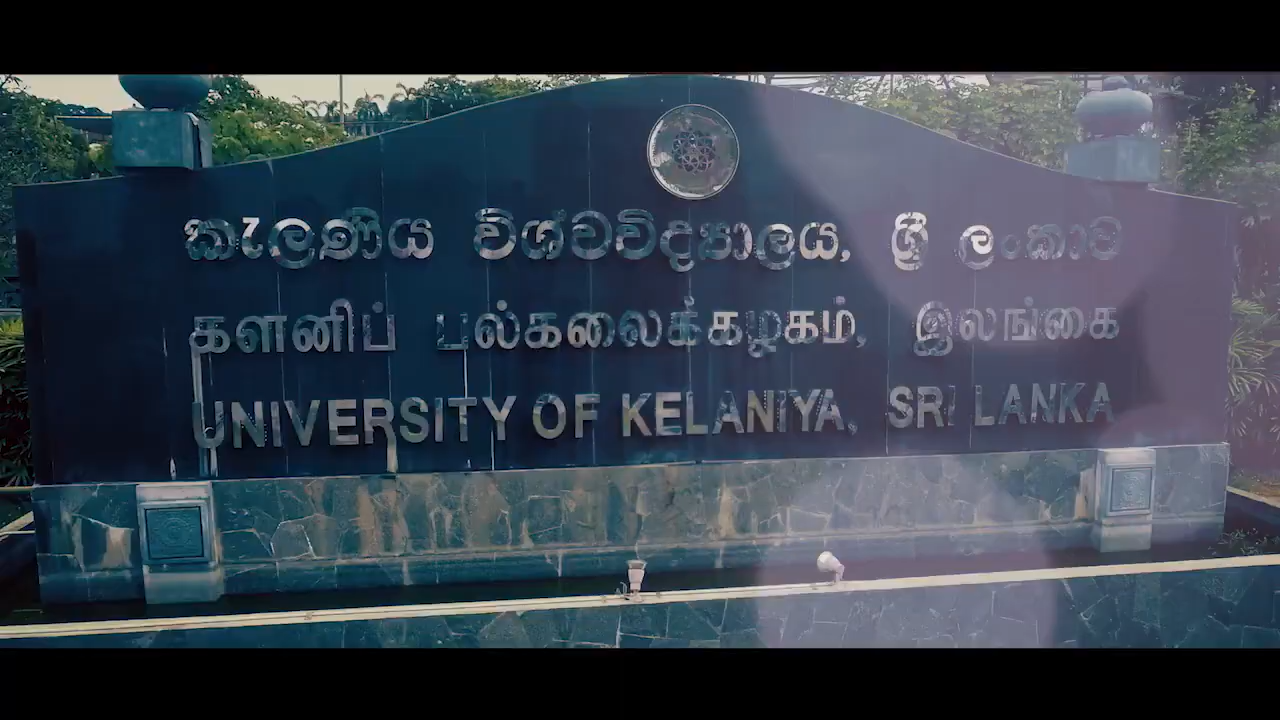 කැලණිය විශ්වවිද්‍යාලය, ශ්‍රී ලංකාව
களனிப் பல்கலைக்கழகம், இலங்கை
UNIVERSITY OF KELANIYA, SRI LANKA